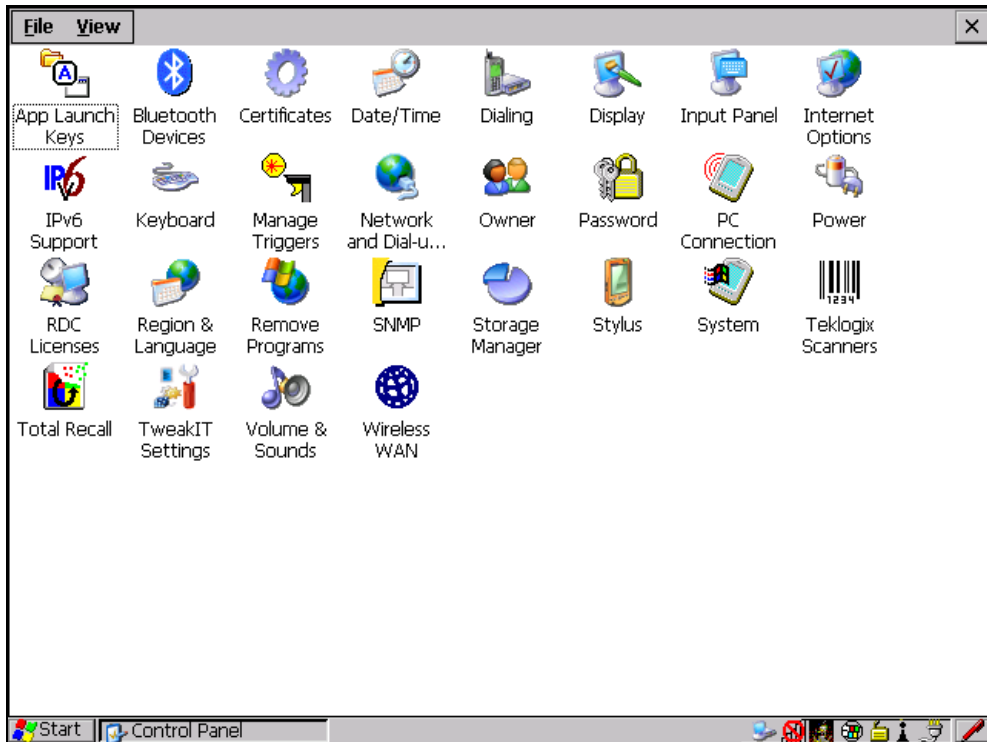 File View
App Launch Keys
Bluetooth Devices
Certificates
Date/Time
Dialing
Display
Input Panel
Internet Options
IPv6 Support
Keyboard
Manage Triggers
Network and Dial-u...
Owner
Password
PC Connection
Power
RDC Licenses
Region & Language
Remove Programs
SNMP
Storage Manager
Stylus
System
1234
Teklogix Scanners
Total Recall
TweakIT Settings
Volume & Sounds
Wireless WAN
Start Control Panel